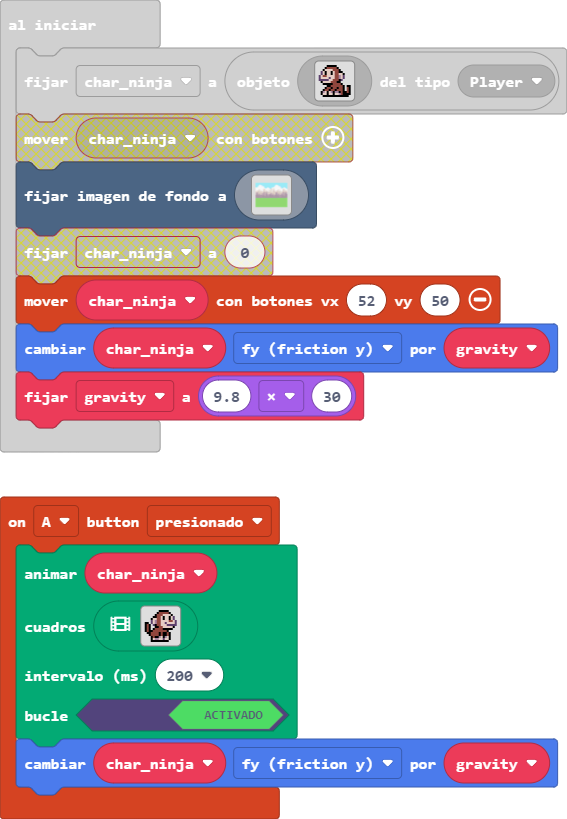 al iniciar
fijar char_ninja a objeto del tipo Player
mover char_ninja con botones
fijar imagen de fondo a
fijar char_ninja a 0
mover char_ninja con botones vx 52 vy 50
cambiar char_ninja fy (friction y) por gravity
fijar gravity a 9.8 × 30
on A button presionado
animar char_ninja
cuadros
intervalo (ms) 200
bucle ACTIVADO
cambiar char_ninja fy (friction y) por gravity